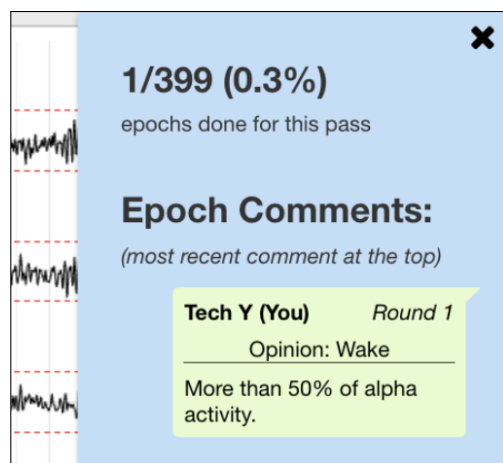 1/399 (0.3%)
epochs done for this pass
Epoch Comments:
(most recent comment at the top)
Tech Y (You) Round 1
Opinion: Wake
More than 50% of alpha
activity.